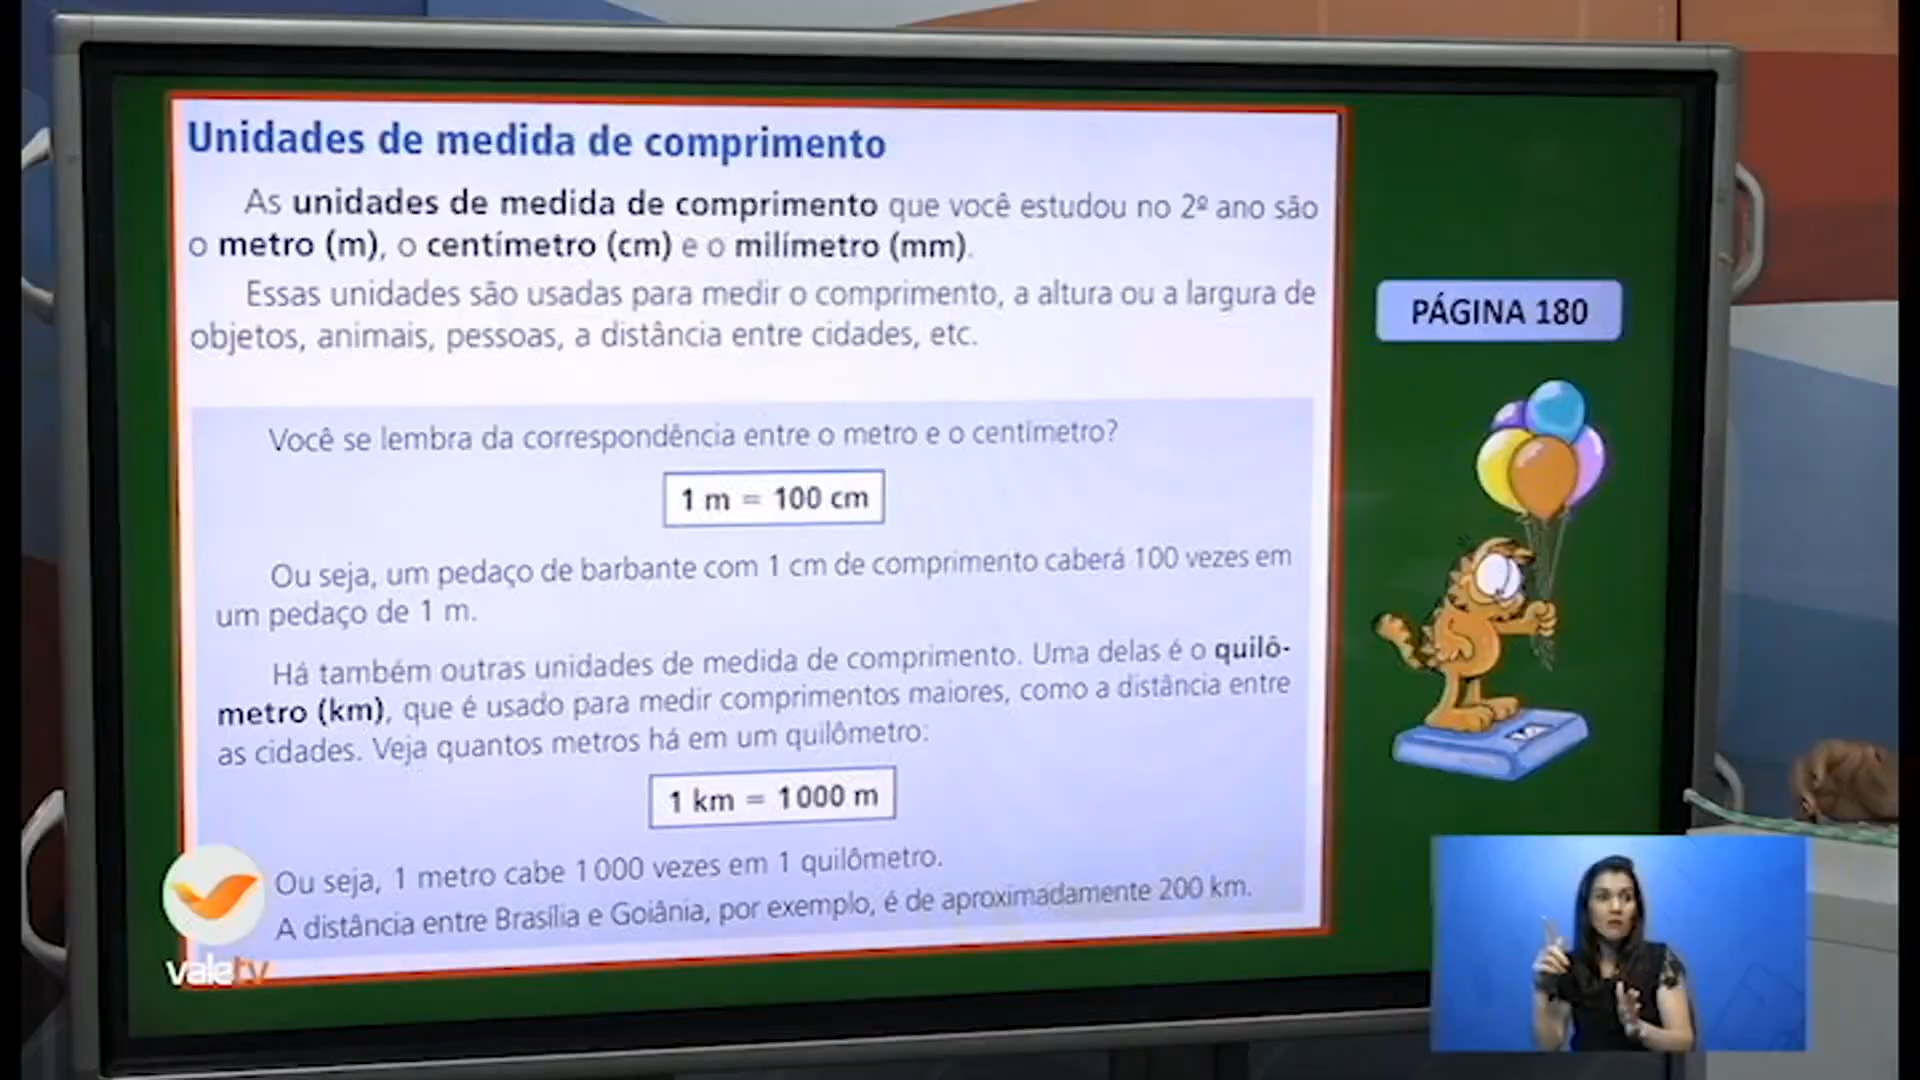 Unidades de medida de comprimento
As unidades de medida de comprimento que você estudou no 2º ano são
o metro (m), o centímetro (cm) e o milímetro (mm).
Essas unidades são usadas para medir o comprimento, a altura ou a largura de
objetos, animais, pessoas, a distância entre cidades, etc.
PÁGINA 180
Você se lembra da correspondência entre o metro e o centímetro?
1 m = 100 cm
Ou seja, um pedaço de barbante com 1 cm de comprimento caberá 100 vezes em
um pedaço de 1 m.
Há também outras unidades de medida de comprimento. Uma delas é o quilô-
metro (km), que é usado para medir comprimentos maiores, como a distância entre
as cidades. Veja quantos metros há em um quilômetro:
1 km = 1 000 m
Ou seja, 1 metro cabe 1 000 vezes em 1 quilômetro.
A distância entre Brasília e Goiânia, por exemplo, é de aproximadamente 200 km.
valetv